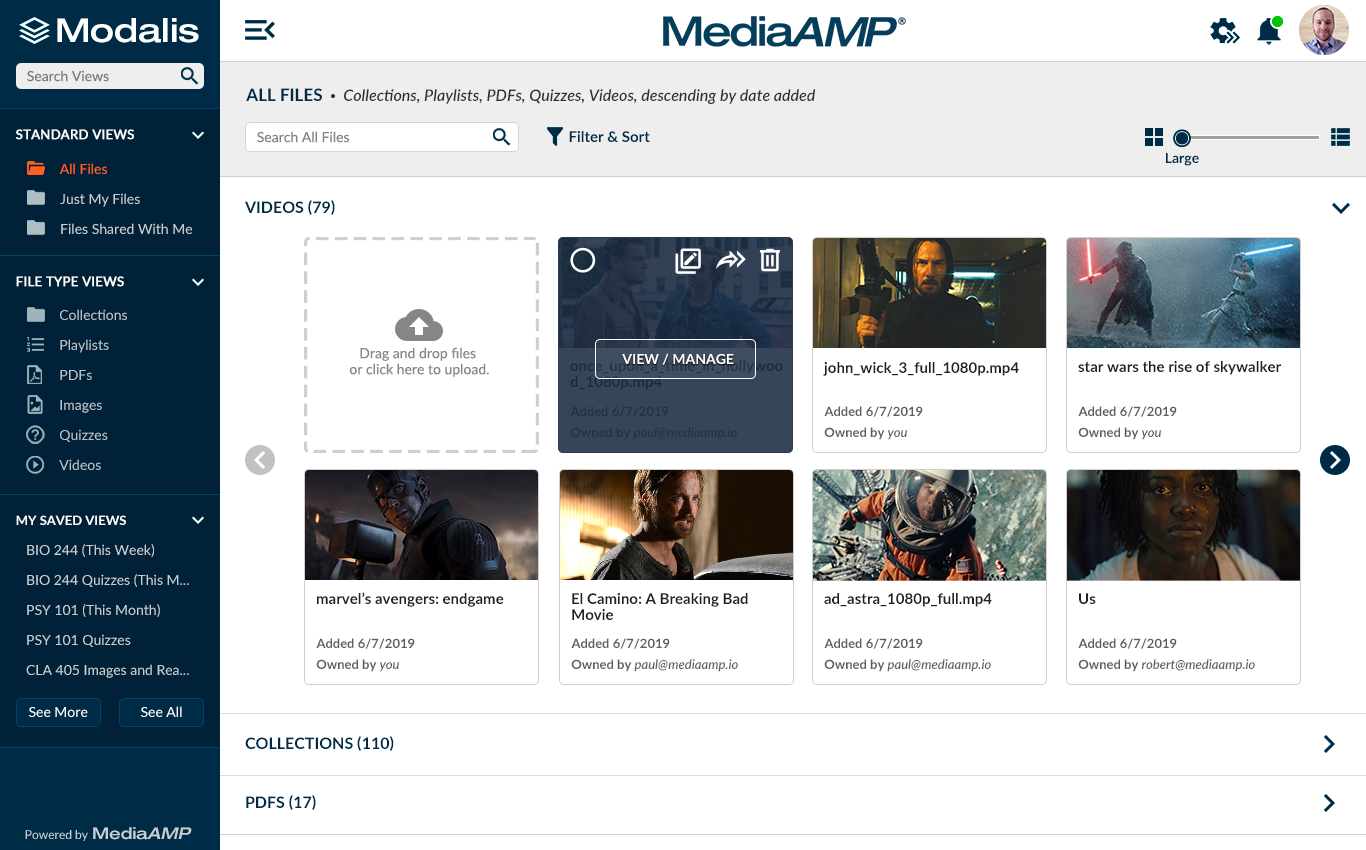 Modalis
Search Views
STANDARD VIEWS
All Files
Just My Files
Files Shared With Me
FILE TYPE VIEWS
Collections
Playlists
PDFs
Images
Quizzes
Videos
MY SAVED VIEWS
BIO 244 (This Week)
BIO 244 Quizzes (This M...
PSY 101 (This Month)
PSY 101 Quizzes
CLA 405 Images and Rea...
See More
See All
Powered by MediaAMP
MediaAMP®
ALL FILES • Collections, Playlists, PDFs, Quizzes, Videos, descending by date added
Search All Files
Filter & Sort
Large
VIDEOS (79)
Drag and drop files
or click here to upload.
VIEW / MANAGE
once_upon_a_time_in_hollywoo
d_1080p.mp4
Added 6/7/2019
Owned by paul@mediaamp.io
john_wick_3_full_1080p.mp4
Added 6/7/2019
Owned by you
star wars the rise of skywalker
Added 6/7/2019
Owned by you
marvel’s avengers: endgame
Added 6/7/2019
Owned by you
El Camino: A Breaking Bad
Movie
Added 6/7/2019
Owned by paul@mediaamp.io
ad_astra_1080p_full.mp4
Added 6/7/2019
Owned by paul@mediaamp.io
Us
Added 6/7/2019
Owned by robert@mediaamp.io
COLLECTIONS (110)
PDFS (17)